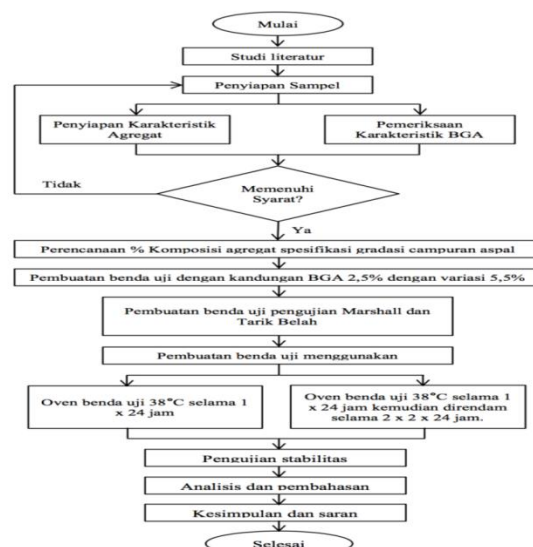 Mulai
Studi literatur
Penyiapan Sampel
Penyiapan Karakteristik
Agregat
Pemeriksaan
Karakteristik BGA
Tidak
Memenuhi
Syarat?
Ya
Perencanaan % Komposisi agregat spesifikasi gradasi campuran aspal
Pembuatan benda uji dengan kandungan BGA 2,5% dengan variasi 5,5%
Pembuatan benda uji pengujian Marshall dan
Tarik Belah
Pembuatan benda uji menggunakan
Oven benda uji 38°C selama 1
x 24 jam
Oven benda uji 38°C selama 1
x 24 jam kemudian direndam
selama 2 x 2 x 24 jam.
Pengujian stabilitas
Analisis dan pembahasan
Kesimpulan dan saran
Selesai